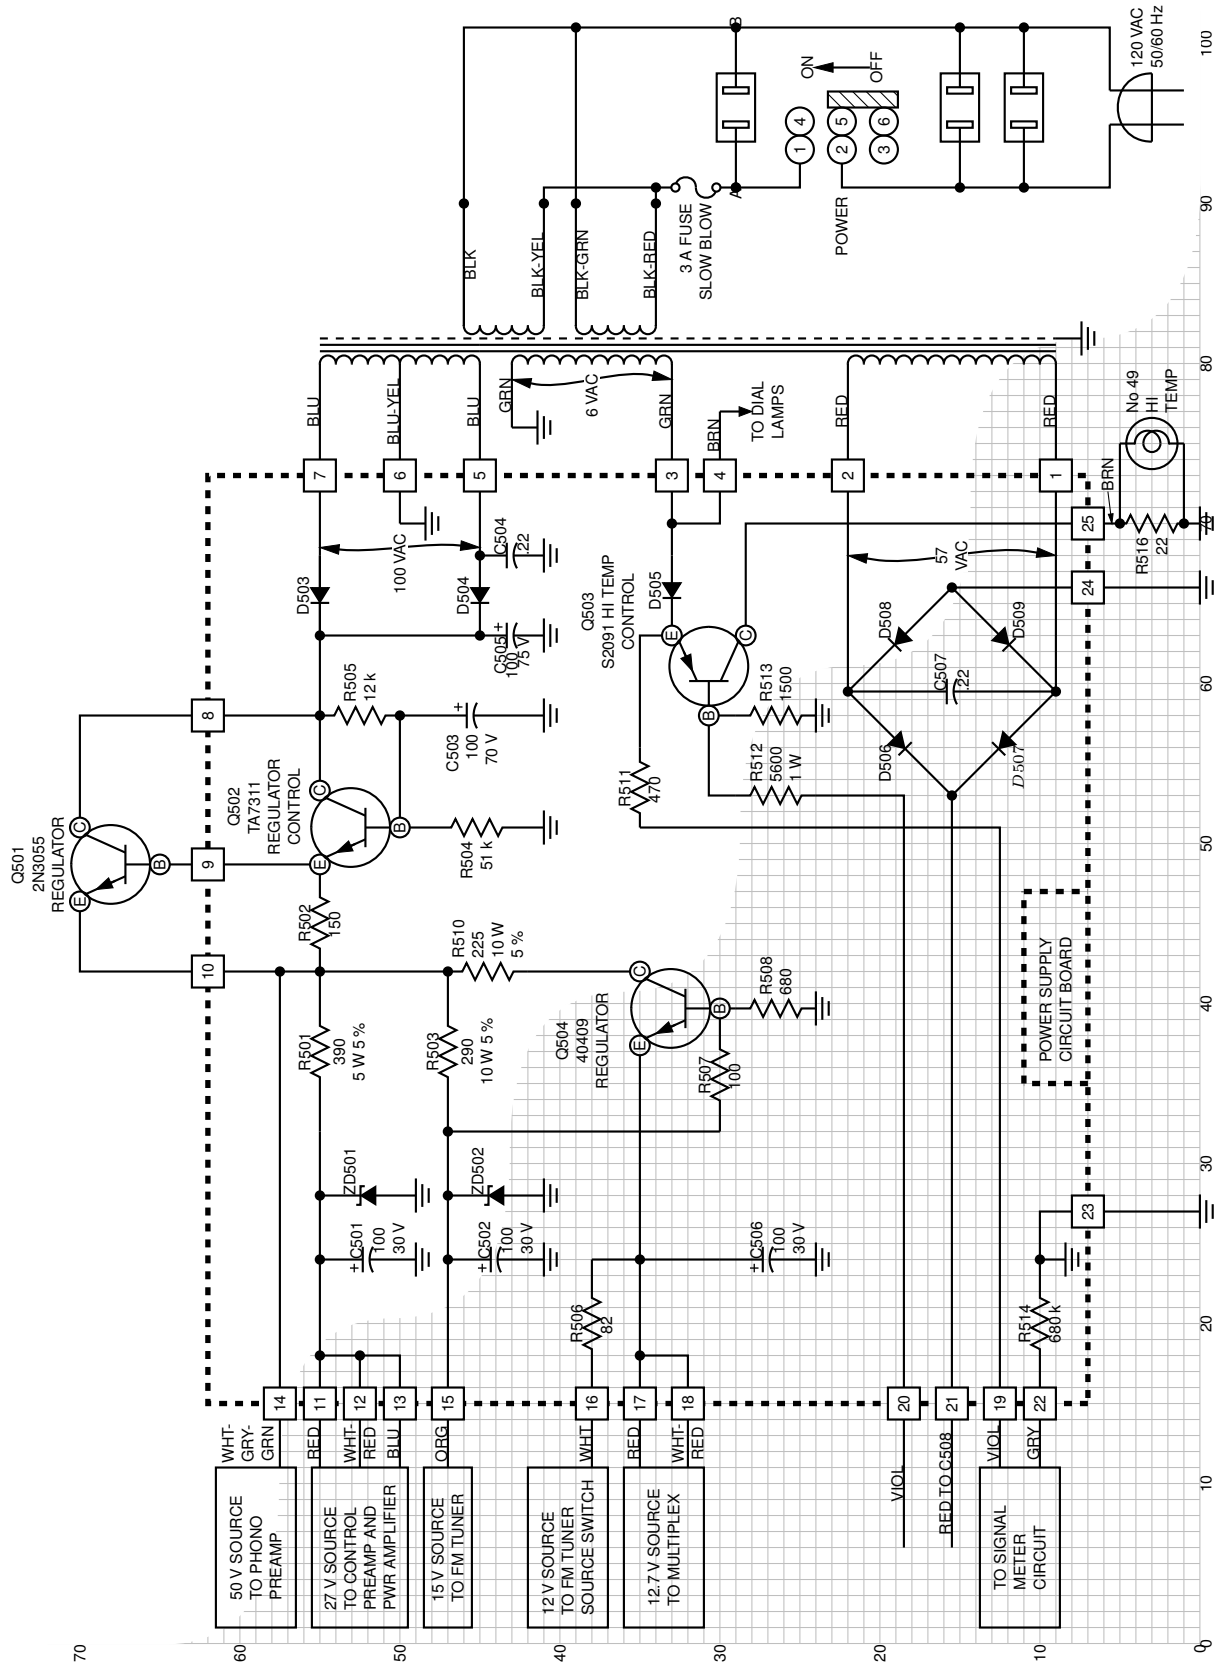 Q501
2N3055
REGULATOR
E
B
C
10
9
8
Q502
TA7311
REGULATOR
CONTROL
E
B
C
R502
150
R505
12 k
C503
100
70 V
+
R504
51 k
D503
D504
100 VAC
C504
.22
C505
100
75 V
+
7
6
5
BLU
BLU-YEL
BLU
GRN
6 VAC
GRN
3
4
BRN
TO DIAL
LAMPS
BLK
BLK-YEL
BLK-GRN
BLK-RED
3 A FUSE
SLOW BLOW
A
B
POWER
ON
OFF
1
4
2
5
3
6
120 VAC
50/60 Hz
50 V SOURCE
TO PHONO
PREAMP
WHT-
GRY-
GRN
14
27 V SOURCE
TO CONTROL
PREAMP AND
PWR AMPLIFIER
RED
WHT-
RED
BLU
11
12
13
15 V SOURCE
TO FM TUNER
ORG
15
12 V SOURCE
TO FM TUNER
SOURCE SWITCH
WHT
16
12.7 V SOURCE
TO MULTIPLEX
RED
WHT-
RED
17
18
VIOL
20
RED TO C508
21
TO SIGNAL
METER
CIRCUIT
VIOL
GRY
19
22
R501
390
5 W 5 %
ZD501
C501
100
30 V
+
R503
290
10 W 5 %
ZD502
C502
100
30 V
+
R510
225
10 W
5 %
Q504
40409
REGULATOR
E
B
C
R507
100
R508
680
R506
82
C506
100
30 V
+
R514
680 k
23
POWER SUPPLY
CIRCUIT BOARD
Q503
S2091 HI TEMP
CONTROL
E
B
C
D505
R511
470
R512
5600
1 W
R513
1500
D506
D507
D508
D509
C507
.22
57
VAC
RED
RED
2
1
25
24
BRN
R516
22
No 49
HI
TEMP
0
10
20
30
40
50
60
70
80
90
100
10
20
30
40
50
60
70
0